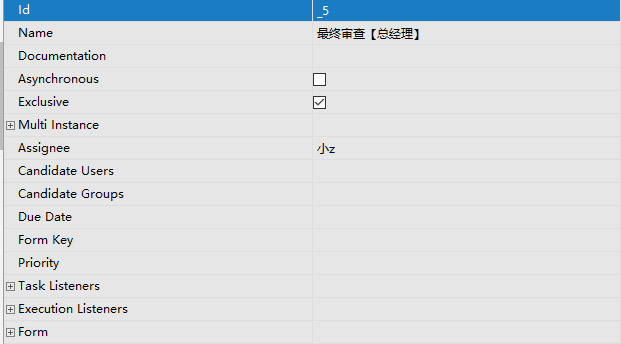 Id _5
Name 最终审查【总经理】
Documentation
Asynchronous
Exclusive
Multi Instance
Assignee 小z
Candidate Users
Candidate Groups
Due Date
Form Key
Priority
Task Listeners
Execution Listeners
Form